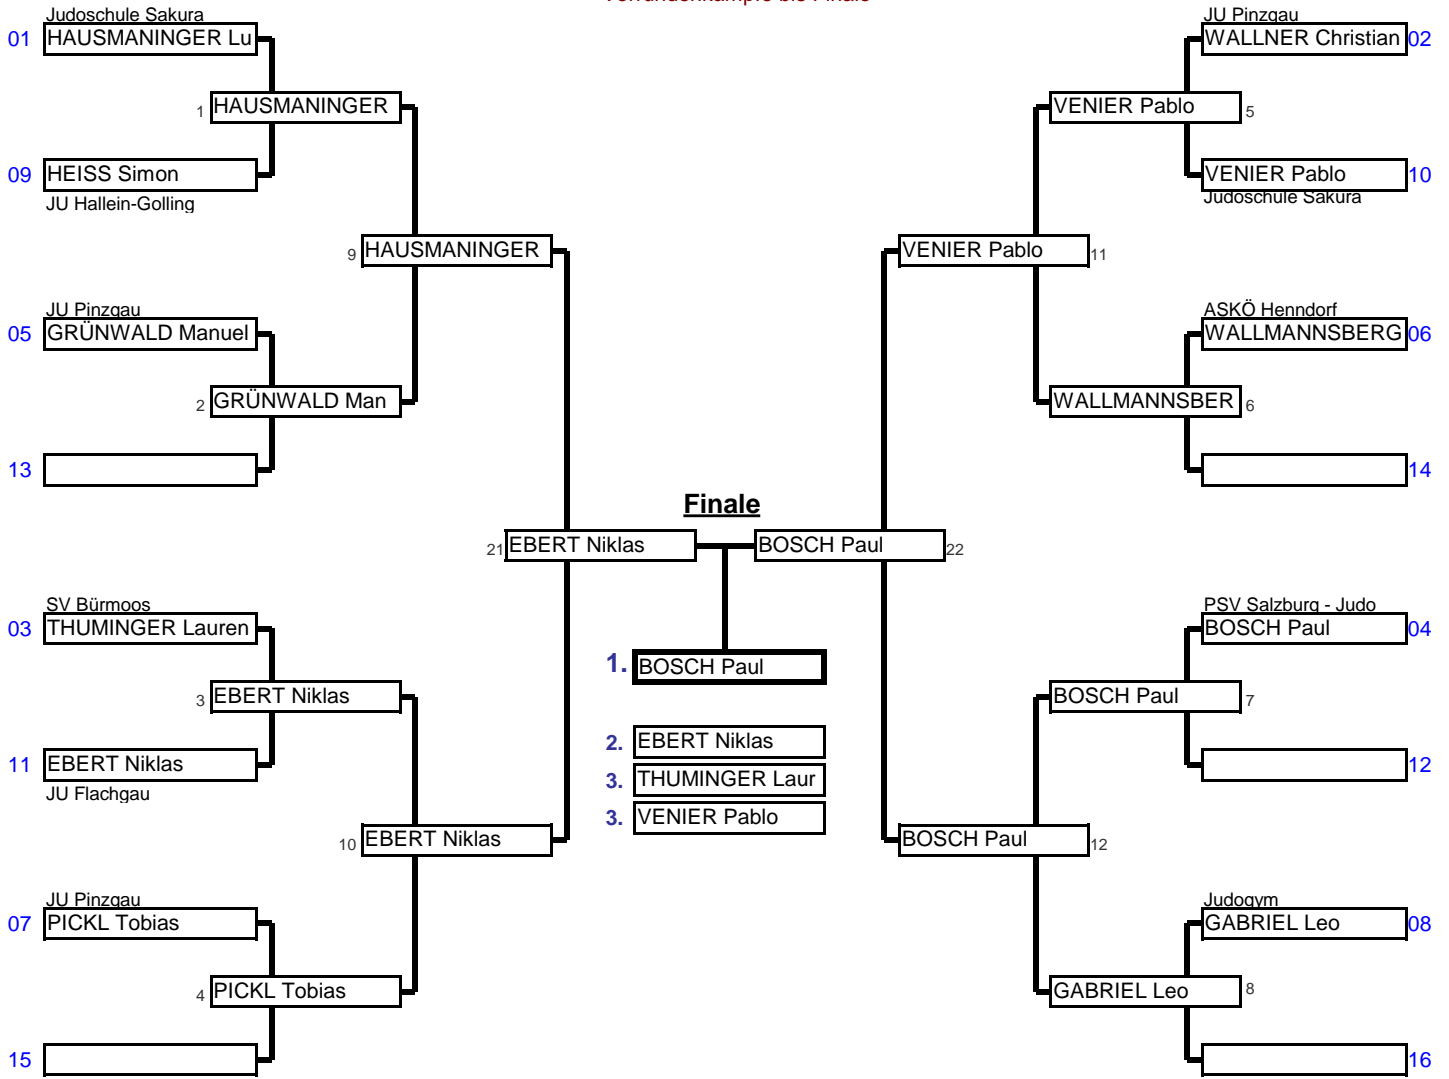 Vorrundenkämpfe bis Finale
Judoschule Sakura
01 HAUSMANINGER Lu
1 HAUSMANINGER
09 HEISS Simon
JU Hallein-Golling
9 HAUSMANINGER
JU Pinzgau
05 GRÜNWALD Manuel
2 GRÜNWALD Man
13
21 EBERT Niklas
SV Bürmoos
03 THUMINGER Lauren
3 EBERT Niklas
11 EBERT Niklas
JU Flachgau
10 EBERT Niklas
JU Pinzgau
07 PICKL Tobias
4 PICKL Tobias
15
Finale
1. BOSCH Paul
2. EBERT Niklas
3. THUMINGER Laur
3. VENIER Pablo
JU Pinzgau
WALLNER Christian 02
VENIER Pablo 5
VENIER Pablo 10
Judoschule Sakura
VENIER Pablo 11
ASKÖ Henndorf
WALLMANNSBERG 06
WALLMANNSBER 6
14
BOSCH Paul 22
PSV Salzburg - Judo
BOSCH Paul 04
BOSCH Paul 7
12
BOSCH Paul 12
Judogym
GABRIEL Leo 08
GABRIEL Leo 8
16